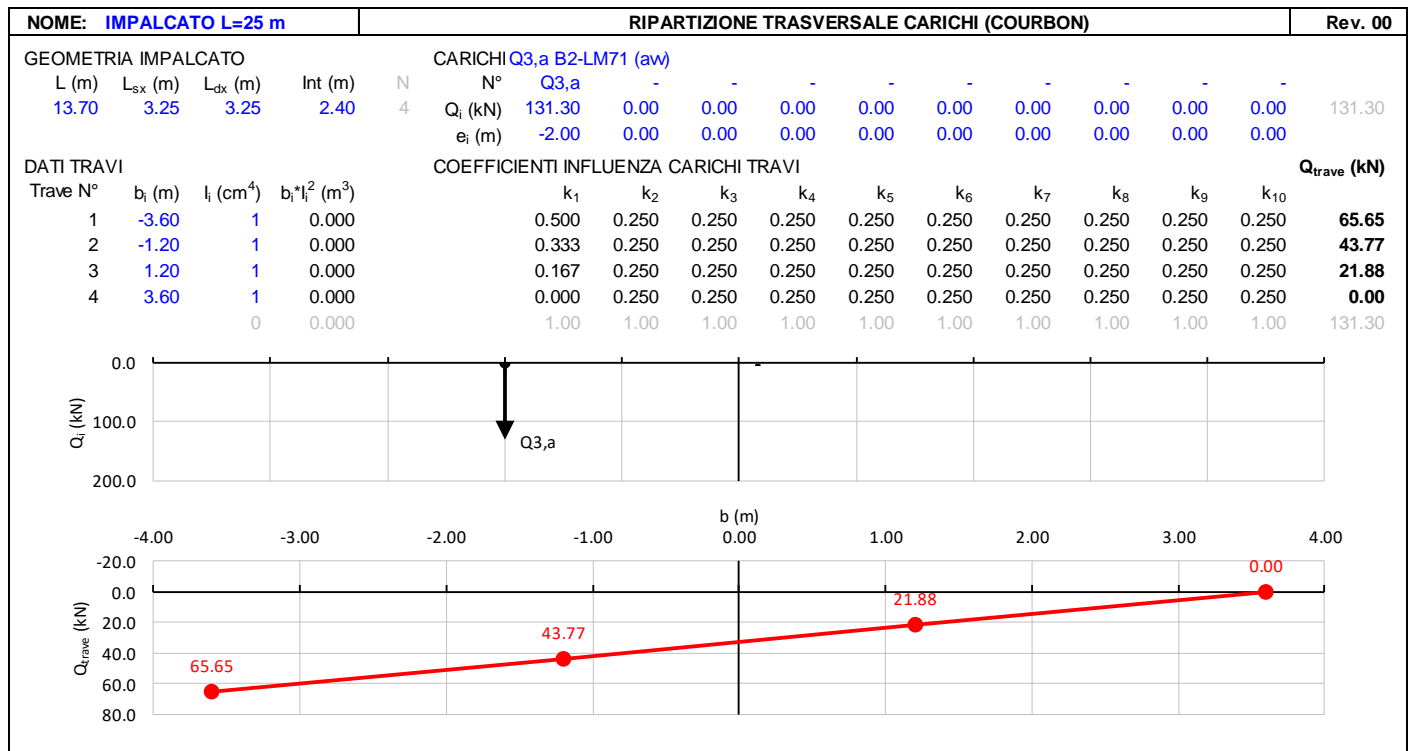 NOME: IMPALCATO L=25 m RIPARTIZIONE TRASVERSALE CARICHI (COURBON) Rev. 00
GEOMETRIA IMPALCATO CARICHI Q3,a B2-LM71 (avv)
L (m) Lsx (m) Ldx (m) Int (m) N N° Q3,a - - - - - - - - -
13.70 3.25 3.25 2.40 4 Qi (kN) 131.30 0.00 0.00 0.00 0.00 0.00 0.00 0.00 0.00 0.00 131.30
ei (m) -2.00 0.00 0.00 0.00 0.00 0.00 0.00 0.00 0.00 0.00
DATI TRAVI COEFFICIENTI INFLUENZA CARICHI TRAVI Qtrave (kN)
Trave N° bi (m) Ii (cm4) bi*Ii2 (m3) k1 k2 k3 k4 k5 k6 k7 k8 k9 k10
1 -3.60 1 0.000 0.500 0.250 0.250 0.250 0.250 0.250 0.250 0.250 0.250 0.250 65.65
2 -1.20 1 0.000 0.333 0.250 0.250 0.250 0.250 0.250 0.250 0.250 0.250 0.250 43.77
3 1.20 1 0.000 0.167 0.250 0.250 0.250 0.250 0.250 0.250 0.250 0.250 0.250 21.88
4 3.60 1 0.000 0.000 0.250 0.250 0.250 0.250 0.250 0.250 0.250 0.250 0.250 0.00
0 0.000 1.00 1.00 1.00 1.00 1.00 1.00 1.00 1.00 1.00 1.00 131.30
0.0
100.0
200.0
Qi (kN)
Q3,a
b (m)
-4.00 -3.00 -2.00 -1.00 0.00 1.00 2.00 3.00 4.00
-20.0
0.0
20.0
40.0
60.0
80.0
Qtrave (kN)
65.65
43.77
21.88
0.00